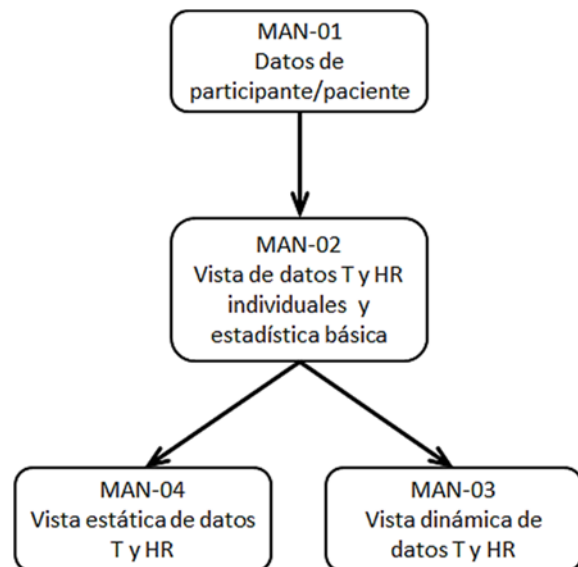 MAN-01
Datos de
participante/paciente
MAN-02
Vista de datos T y HR
individuales y
estadística básica
MAN-04
Vista estática de datos
T y HR
MAN-03
Vista dinámica de
datos T y HR